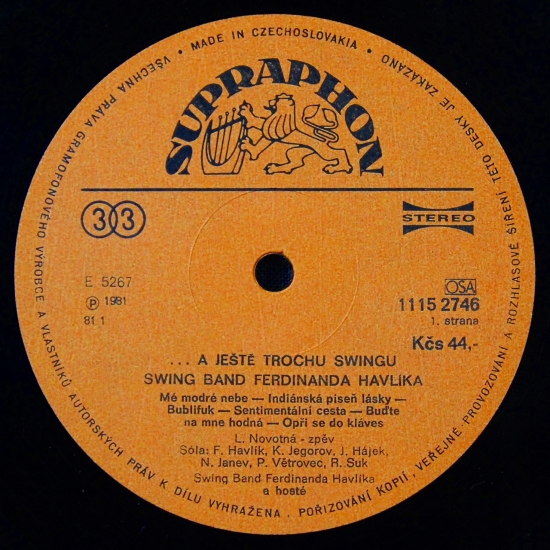 • VŠECHNA PRÁVA GRAMOFONOVÉHO VÝROBCE A VLASTNÍKŮ AUTORSKÝCH PRÁV K DÍLU VYHRAŽENA. POŘIZOVÁNÍ KOPIÍ, VEŘEJNÉ PROVOZOVÁNÍ A ROZHLASOVÉ ŠÍŘENÍ TÉTO DESKY JE ZAKÁZÁNO
• MADE IN CZECHOSLOVAKIA •
SUPRAPHON
33
STEREO
E 5267
℗ 1981
81 1
OSA
1115 2746
1. strana
Kčs 44,-
... A JEŠTĚ TROCHU SWINGU
SWING BAND FERDINANDA HAVLÍKA
Mé modré nebe — Indiánská píseň lásky —
Bublifuk — Sentimentální cesta — Buďte
na mne hodná — Opři se do kláves
L. Novotná - zpěv
Sóla: F. Havlík, K. Jegorov, J. Hájek,
N. Janev, P. Větrovec, R. Suk
Swing Band Ferdinanda Havlíka
a hosté